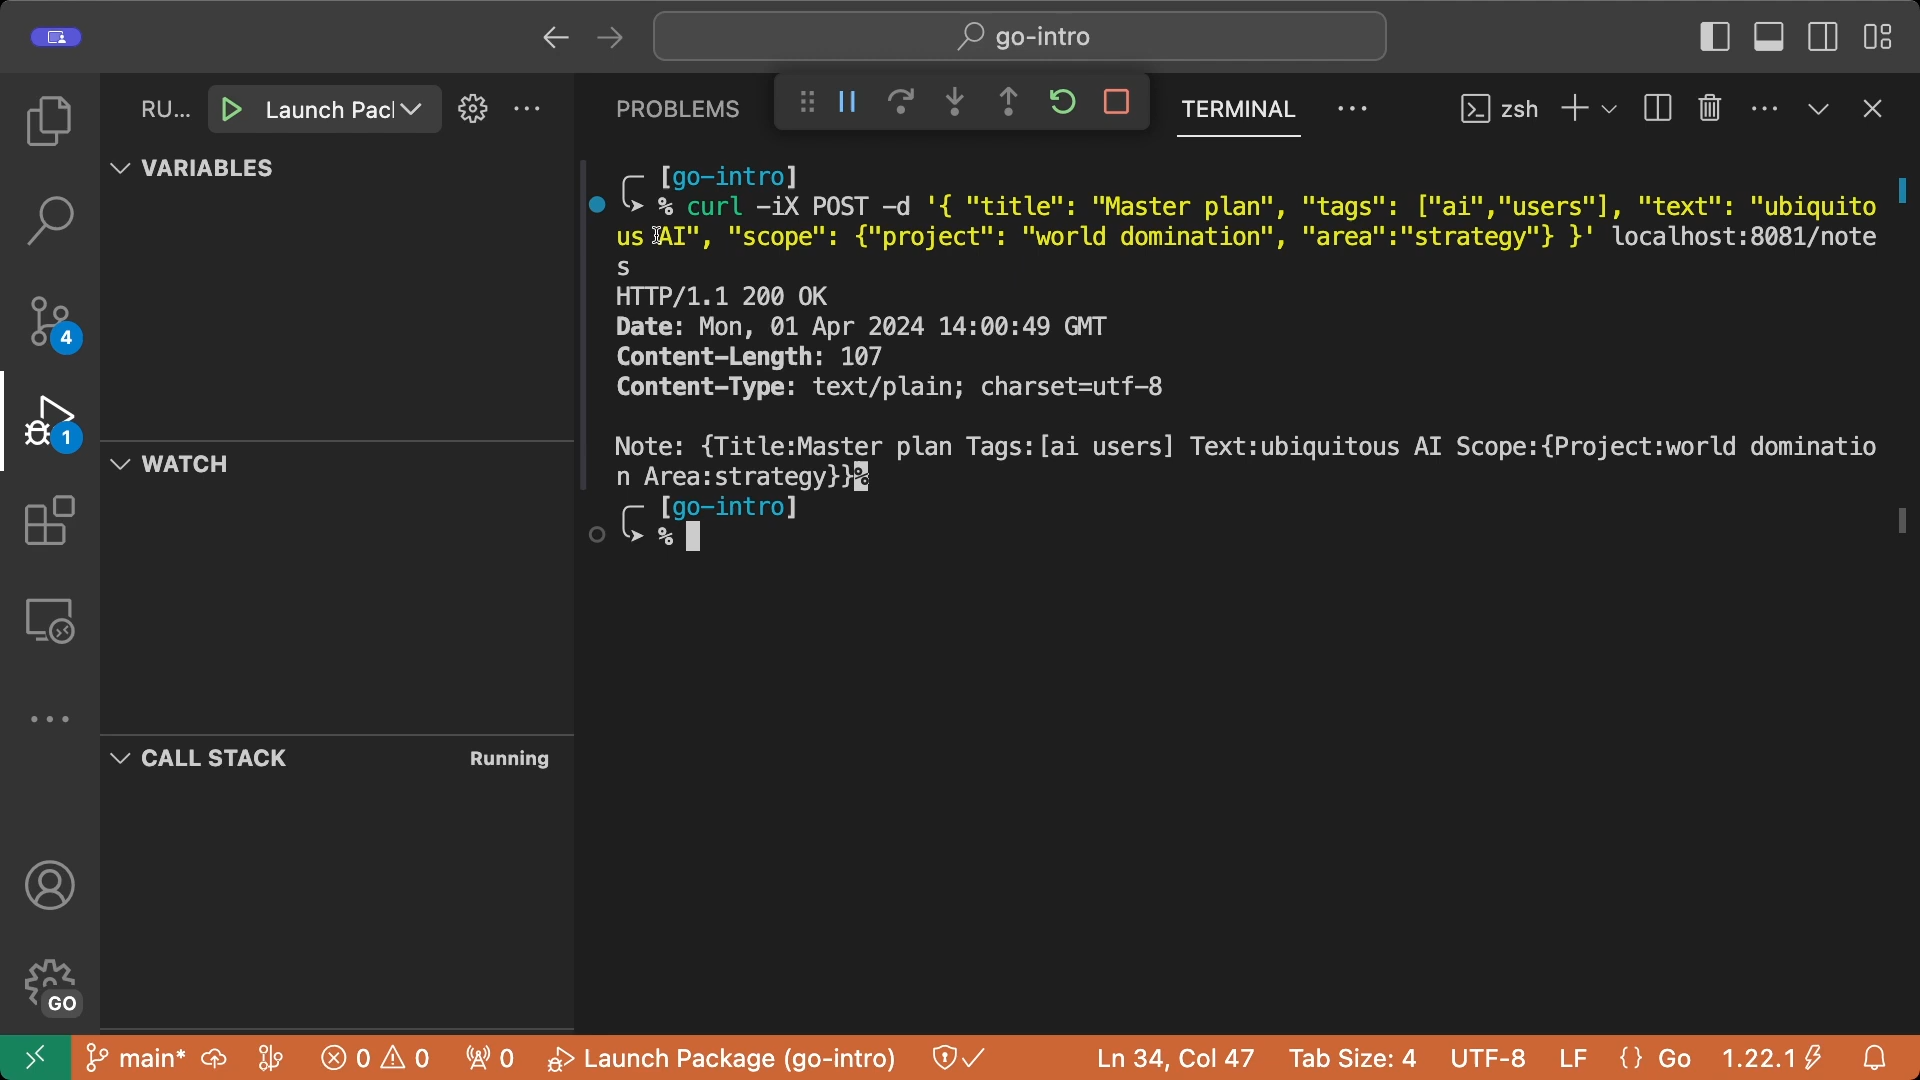 go-intro
RU... Launch Pacl
PROBLEMS TERMINAL zsh
VARIABLES
[go-intro]
% curl -iX POST -d '{ "title": "Master plan", "tags": ["ai","users"], "text": "ubiquito
us AI", "scope": {"project": "world domination", "area":"strategy"} }' localhost:8081/note
s
HTTP/1.1 200 OK
Date: Mon, 01 Apr 2024 14:00:49 GMT
Content-Length: 107
Content-Type: text/plain; charset=utf-8
Note: {Title:Master plan Tags:[ai users] Text:ubiquitous AI Scope:{Project:world dominatio
n Area:strategy}}%
[go-intro]
%
4
1
WATCH
CALL STACK Running
GO
main* 0 0 0 Launch Package (go-intro) Ln 34, Col 47 Tab Size: 4 UTF-8 LF {} Go 1.22.1